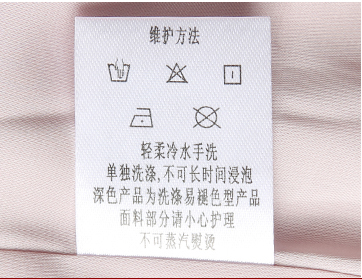 维护方法
轻柔冷水手洗
单独洗涤,不可长时间浸泡
深色产品为洗涤易褪色型产品
面料部分请小心护理
不可蒸汽熨烫